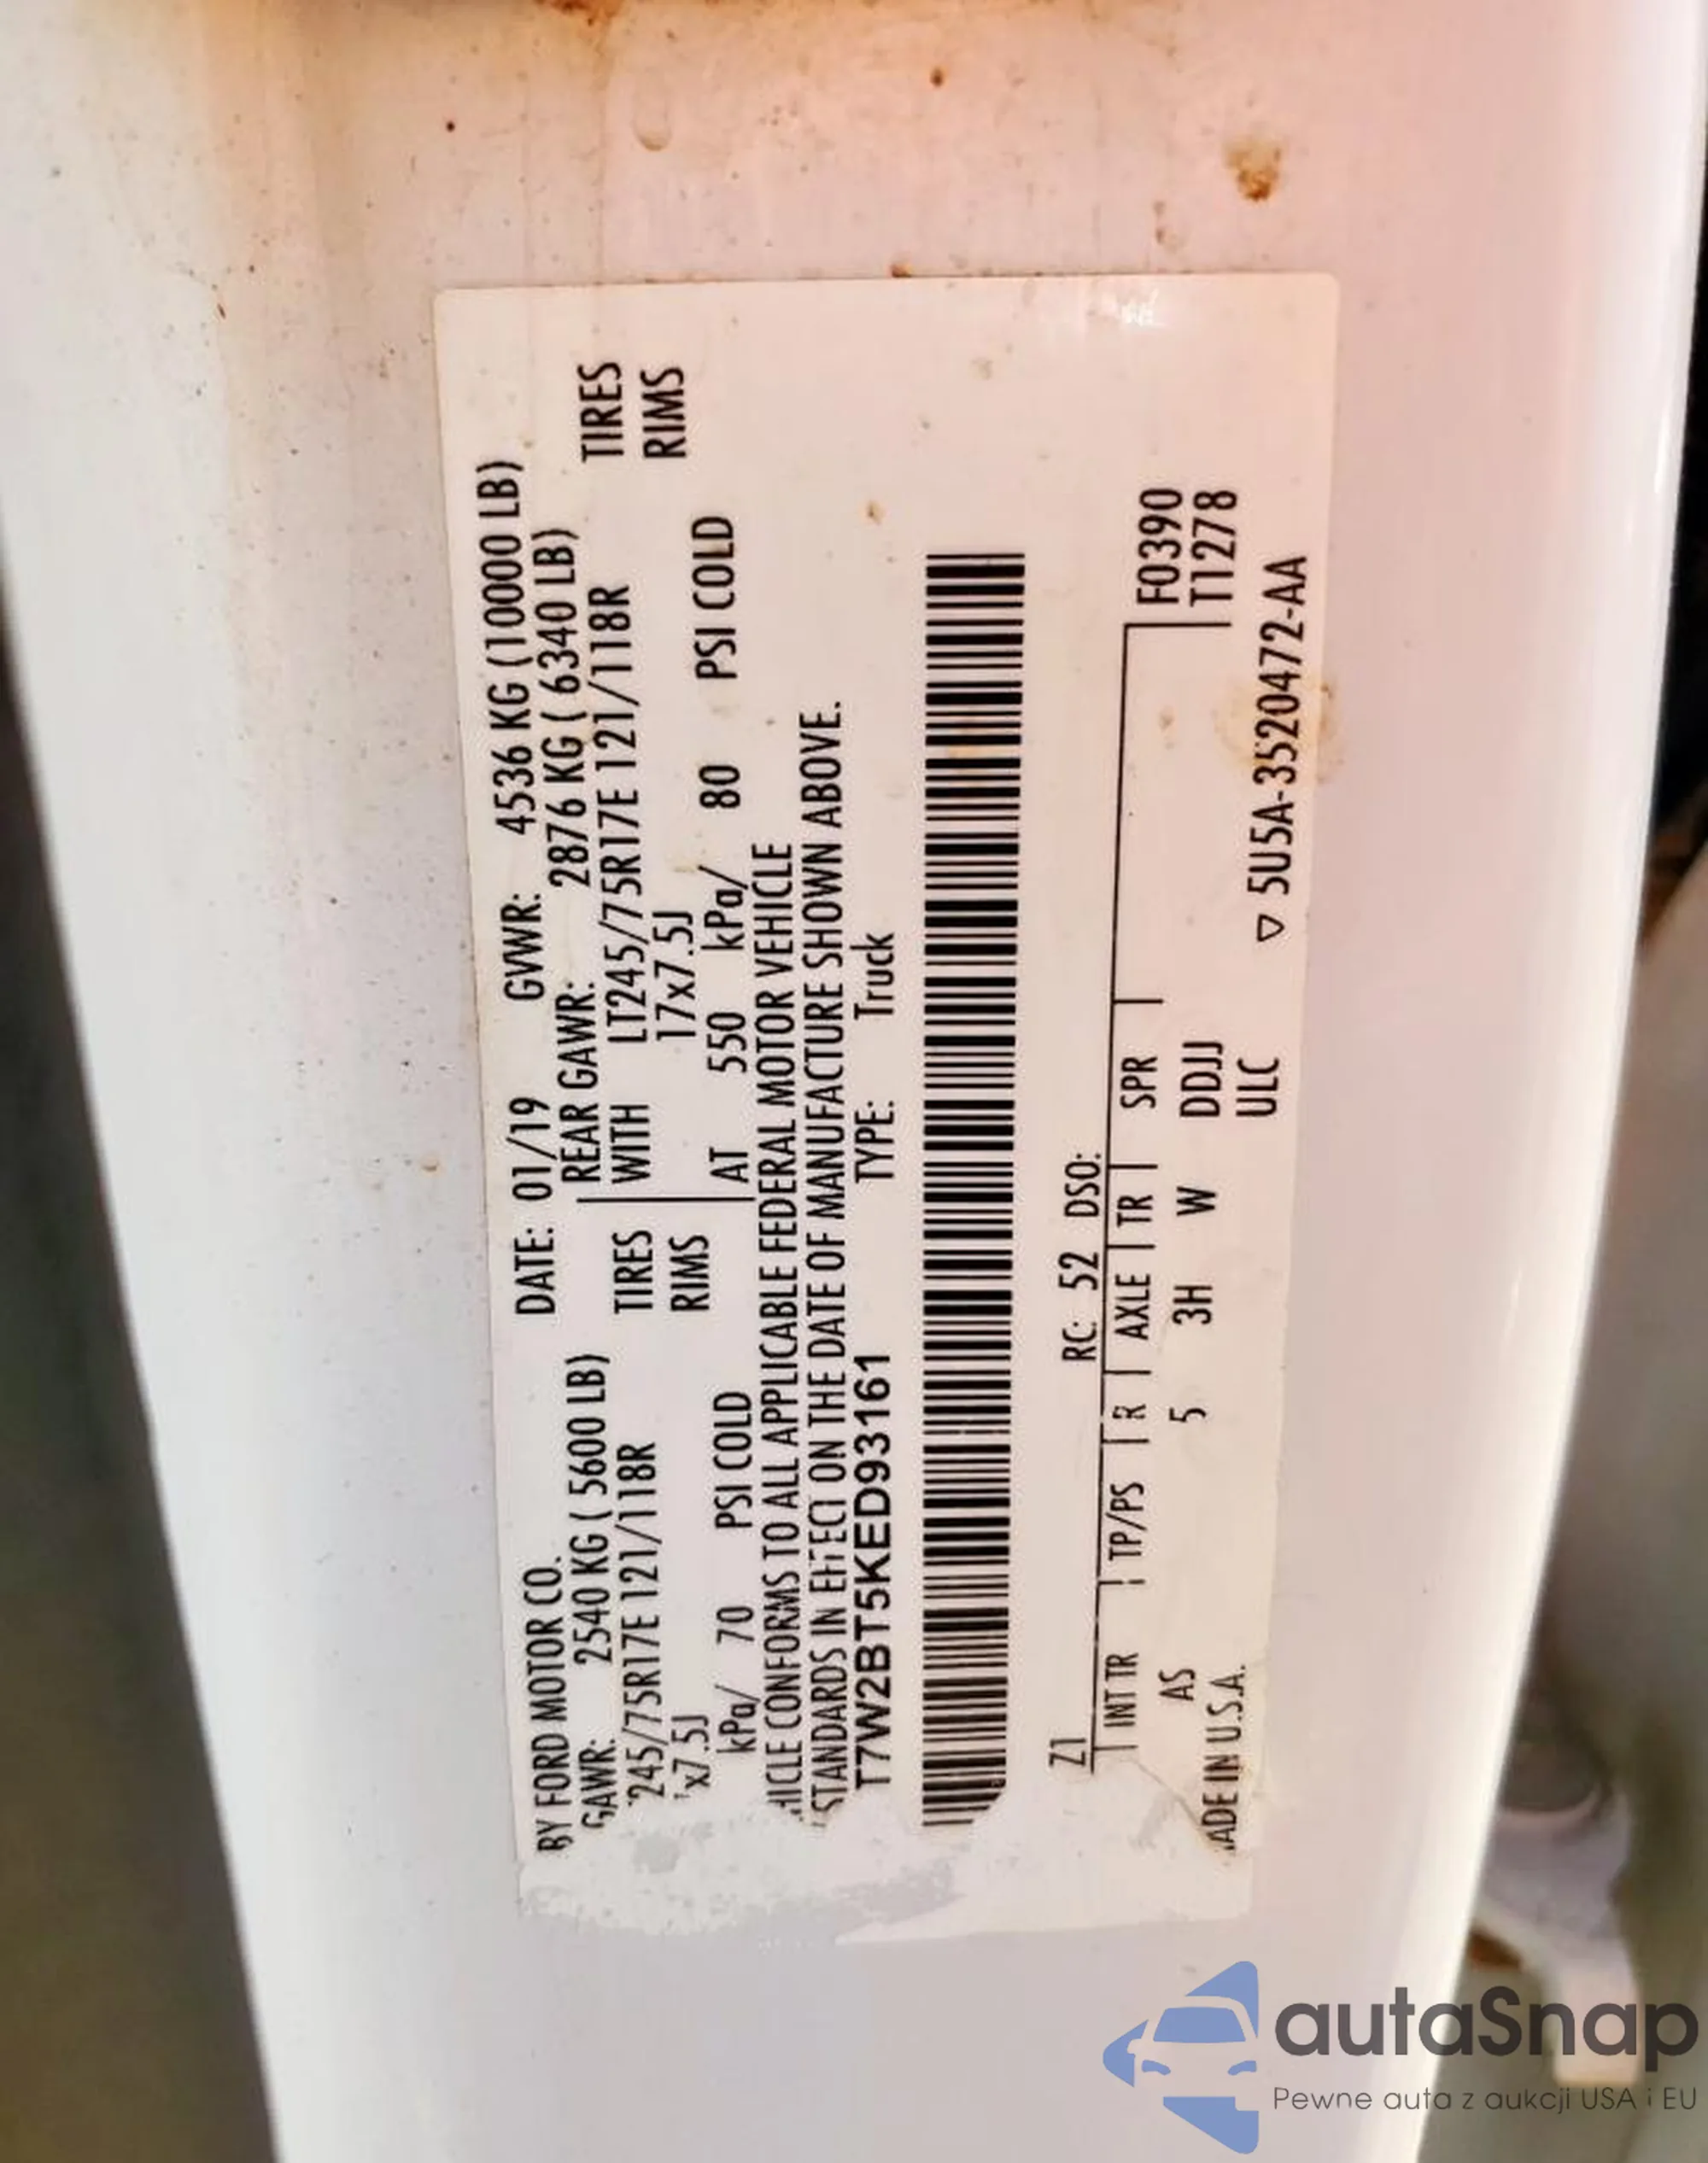 BY FORD MOTOR CO. DATE: 01/19 GVWR: 4536 KG (10000 LB)
GAWR: 2540 KG ( 5600 LB) REAR GAWR: 2876 KG ( 6340 LB)
245/75R17E 121/118R TIRES WITH LT245/75R17E 121/118R TIRES
x7.5J RIMS 17x7.5J RIMS
kPa/ 70 PSI COLD AT 550 kPa/ 80 PSI COLD
HICLE CONFORMS TO ALL APPLICABLE FEDERAL MOTOR VEHICLE
STANDARDS IN EFFECT ON THE DATE OF MANUFACTURE SHOWN ABOVE.
T7W2BT5KED93161 TYPE: Truck
Z1 RC: 52 DSO:
INT TR TP/PS R AXLE TR SPR F0390
AS 5 3H W DDJJ T1278
ADE IN U.S.A. ULC
▽ 5U5A-3520472-AA
autaSnap
Pewne auta z aukcji USA i EU